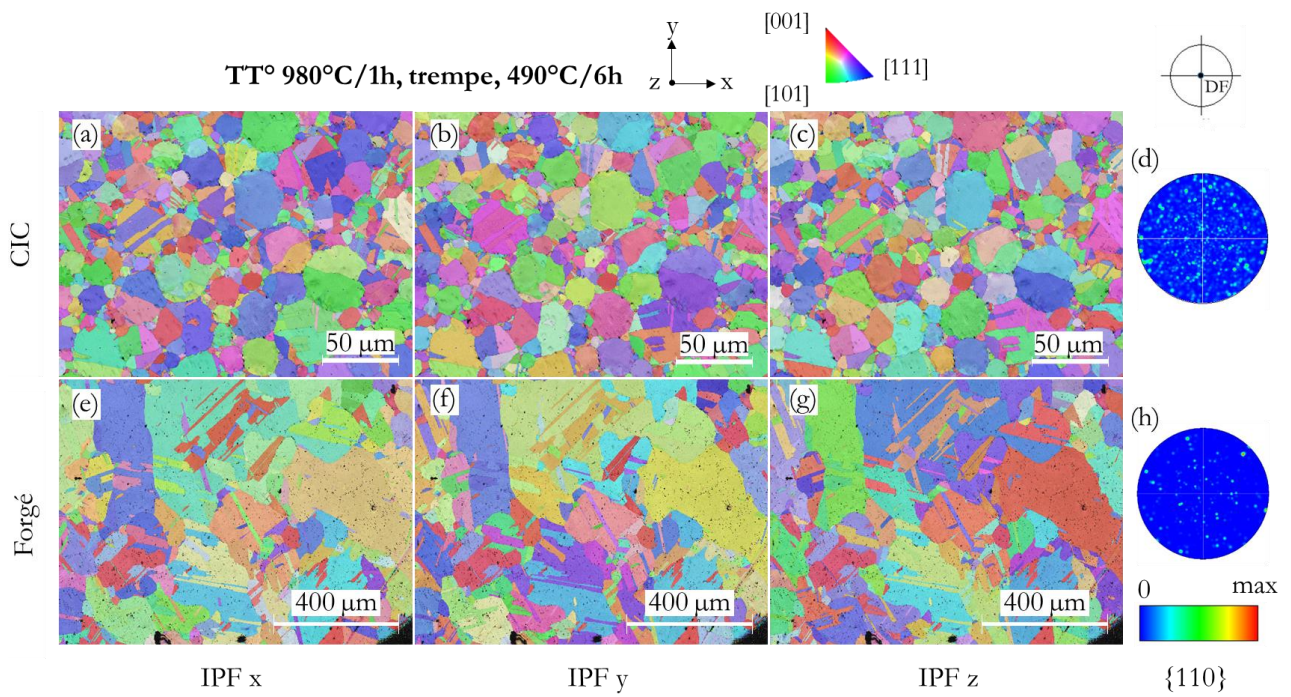 y
[001]
TT° 980°C/1h, trempe, 490°C/6h
z
x
[111]
[101]
DF
CIC
(a)
(b)
(c)
(d)
50 µm
50 µm
50 µm
Forgé
(e)
(f)
(g)
(h)
400 µm
400 µm
400 µm
0
max
IPF x
IPF y
IPF z
{110}